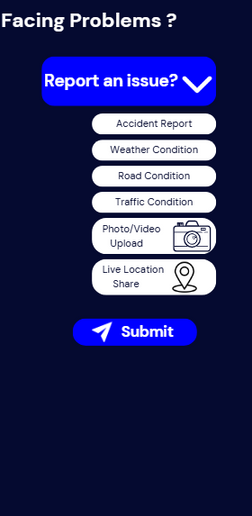 Facing Problems ?
Report an issue?
Accident Report
Weather Condition
Road Condition
Traffic Condition
Photo/Video
Upload
Live Location
Share
Submit